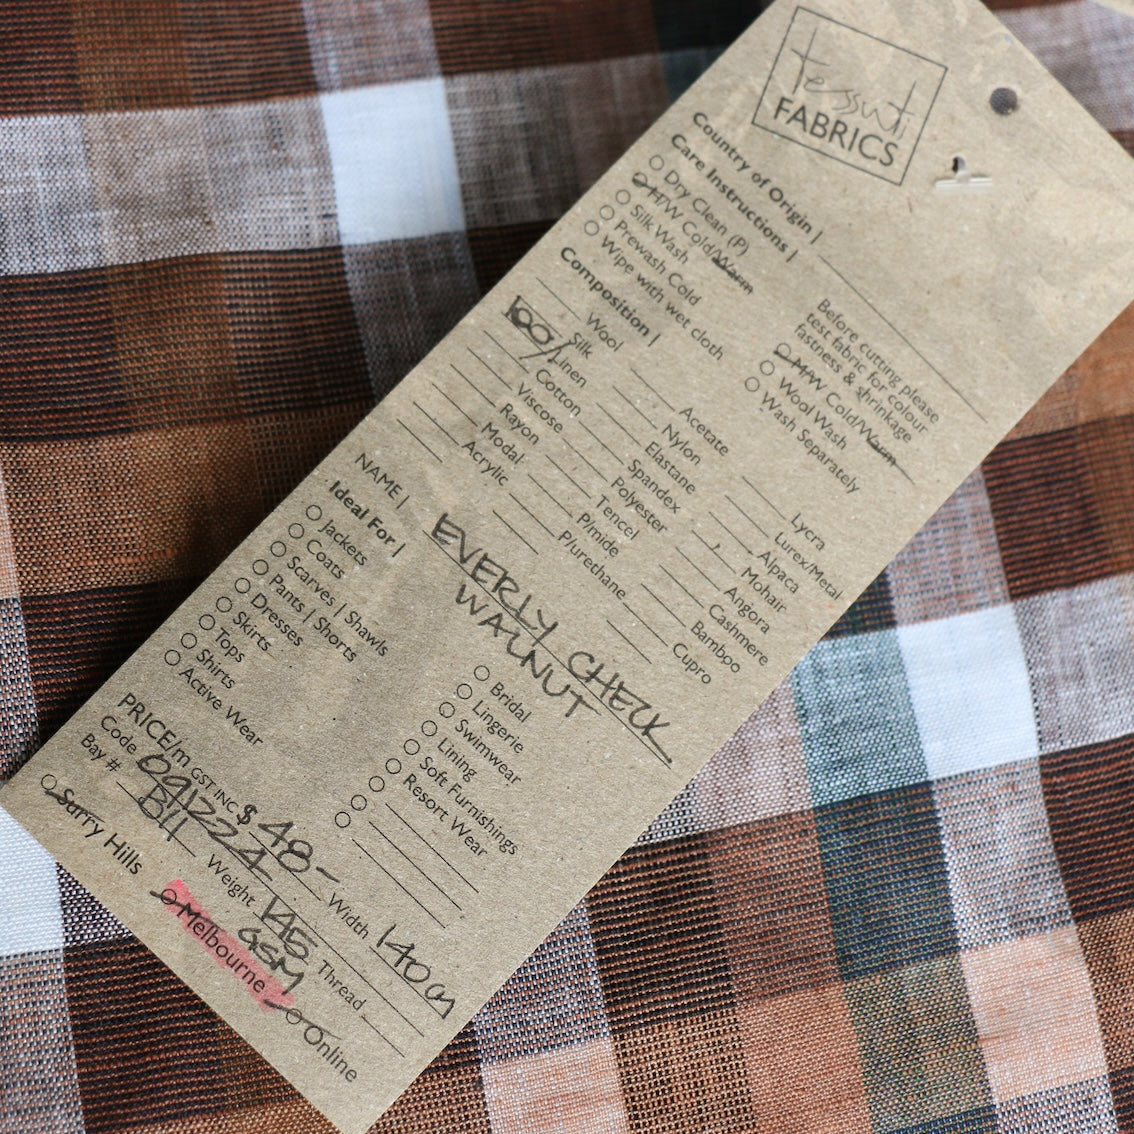 tessuti
FABRICS
Country of Origin |
Care Instructions |
Dry Clean (P)
H/W Cold/Warm
Silk Wash
Prewash Cold
Wipe with wet cloth
Before cutting please
test fabric for colour
fastness & shrinkage
M/W Cold/Warm
Wool Wash
Wash Separately
Composition |
Wool
Silk
100% Linen
Cotton
Viscose
Rayon
Modal
Acrylic
Acetate
Nylon
Elastane
Spandex
Polyester
Tencel
P/mide
P/urethane
Lycra
Lurex/Metal
Alpaca
Mohair
Angora
Cashmere
Bamboo
Cupro
NAME | EVERLY CHECK
WALNUT
Ideal For |
Jackets
Coats
Scarves | Shawls
Pants | Shorts
Dresses
Skirts
Tops
Shirts
Active Wear
Bridal
Lingerie
Swimwear
Lining
Soft Furnishings
Resort Wear
PRICE/m GST INC $ 48- Width 140cm
Code 0912224 Weight 145 GSM Thread
Bay # B11
Surry Hills Melbourne Online